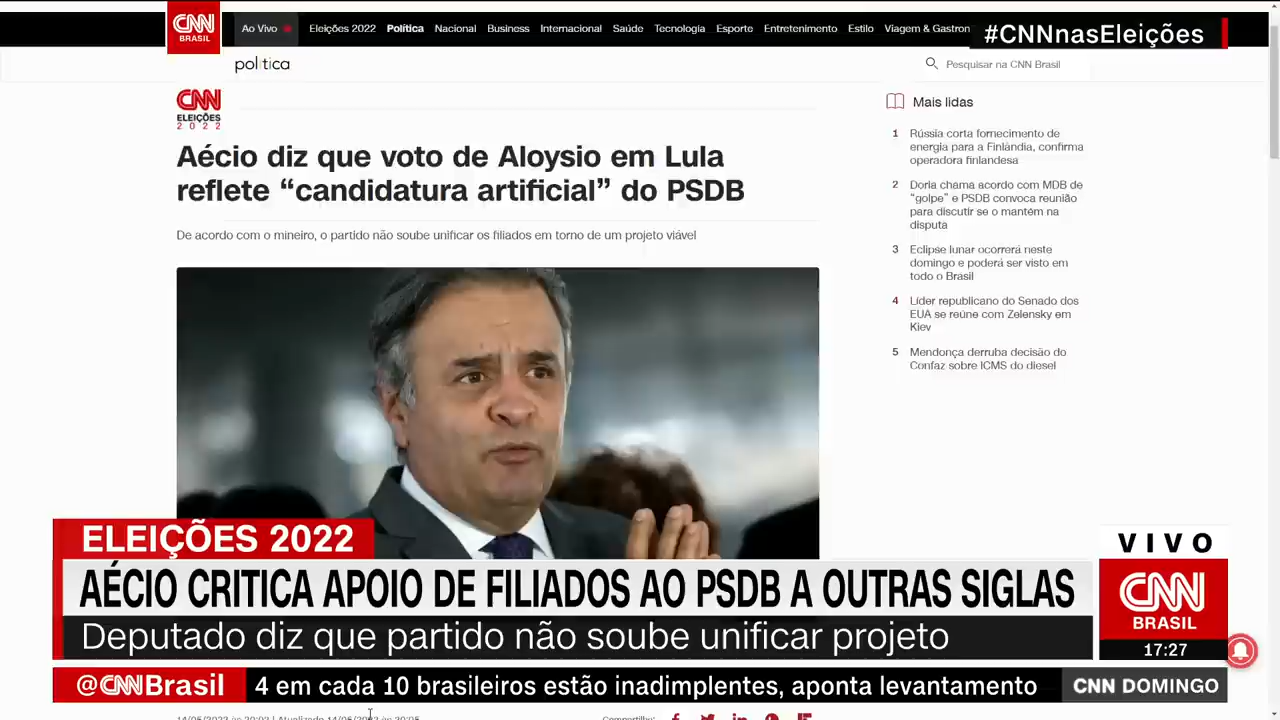 CNN
BRASIL
Ao Vivo
Eleições 2022
Política
Nacional
Business
Internacional
Saúde
Tecnologia
Esporte
Entretenimento
Estilo
Viagem & Gastron
#CNNnasEleições
política
Pesquisar na CNN Brasil
CNN
ELEIÇÕES
2022
Aécio diz que voto de Aloysio em Lula
reflete “candidatura artificial” do PSDB
De acordo com o mineiro, o partido não soube unificar os filiados em torno de um projeto viável
Mais lidas
1 Rússia corta fornecimento de
energia para a Finlândia, confirma
operadora finlandesa
2 Doria chama acordo com MDB de
“golpe” e PSDB convoca reunião
para discutir se o mantém na
disputa
3 Eclipse lunar ocorrerá neste
domingo e poderá ser visto em
todo o Brasil
4 Líder republicano do Senado dos
EUA se reúne com Zelensky em
Kiev
5 Mendonça derruba decisão do
Confaz sobre ICMS do diesel
ELEIÇÕES 2022
AÉCIO CRITICA APOIO DE FILIADOS AO PSDB A OUTRAS SIGLAS
Deputado diz que partido não soube unificar projeto
VIVO
CNN
BRASIL
17:27
@CNNBrasil
4 em cada 10 brasileiros estão inadimplentes, aponta levantamento
CNN DOMINGO